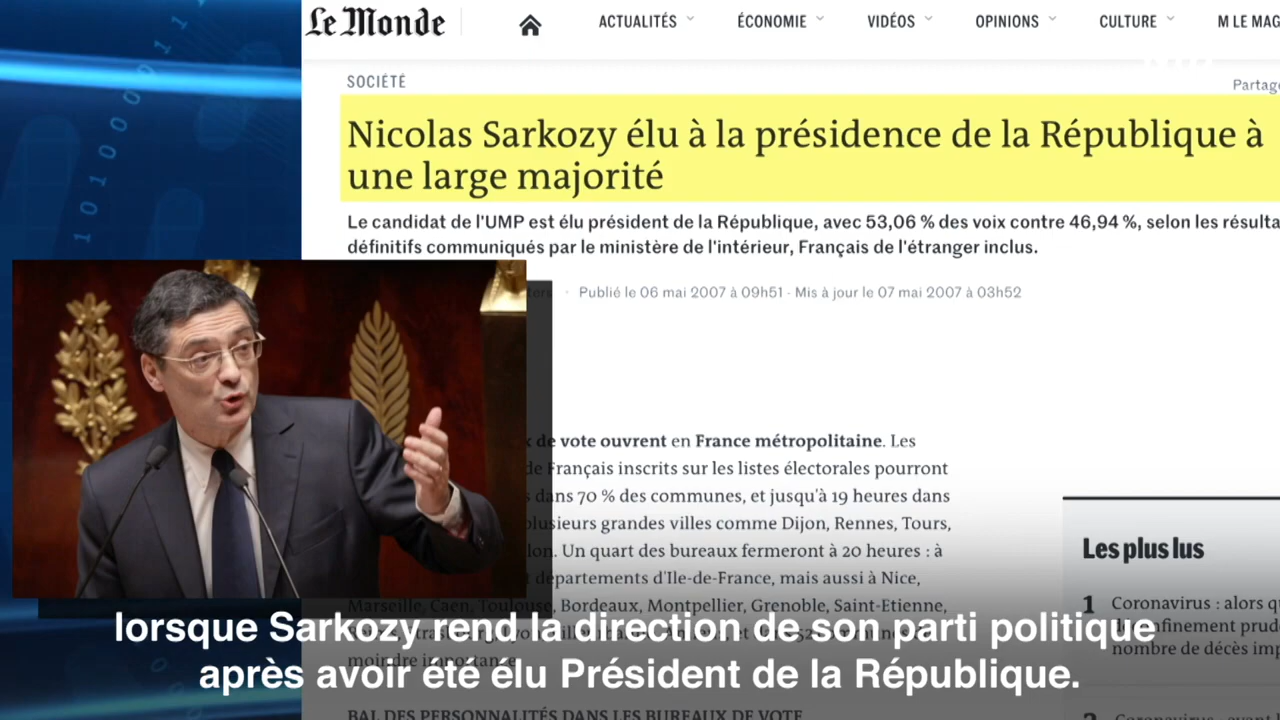 Le Monde
ACTUALITÉS
ÉCONOMIE
VIDÉOS
OPINIONS
CULTURE
M LE MAG
SOCIÉTÉ
Partage
Nicolas Sarkozy élu à la présidence de la République à
une large majorité
Le candidat de l'UMP est élu président de la République, avec 53,06 % des voix contre 46,94 %, selon les résulta
définitifs communiqués par le ministère de l'intérieur, Français de l'étranger inclus.
Publié le 06 mai 2007 à 09h51 - Mis à jour le 07 mai 2007 à 03h52
de vote ouvrent en France métropolitaine. Les
de Français inscrits sur les listes électorales pourront
dans 70 % des communes, et jusqu'à 19 heures dans
plusieurs grandes villes comme Dijon, Rennes, Tours,
Un quart des bureaux fermeront à 20 heures : à
départements d'Ile-de-France, mais aussi à Nice,
Marseille, Caen, Toulouse, Bordeaux, Montpellier, Grenoble, Saint-Etienne,
moindre importance
BAL DES PERSONNALITÉS DANS LES BUREAUX DE VOTE
Les plus lus
1
Coronavirus : alors q
nombre de décès imp
lorsque Sarkozy rend la direction de son parti politique
après avoir été élu Président de la République.